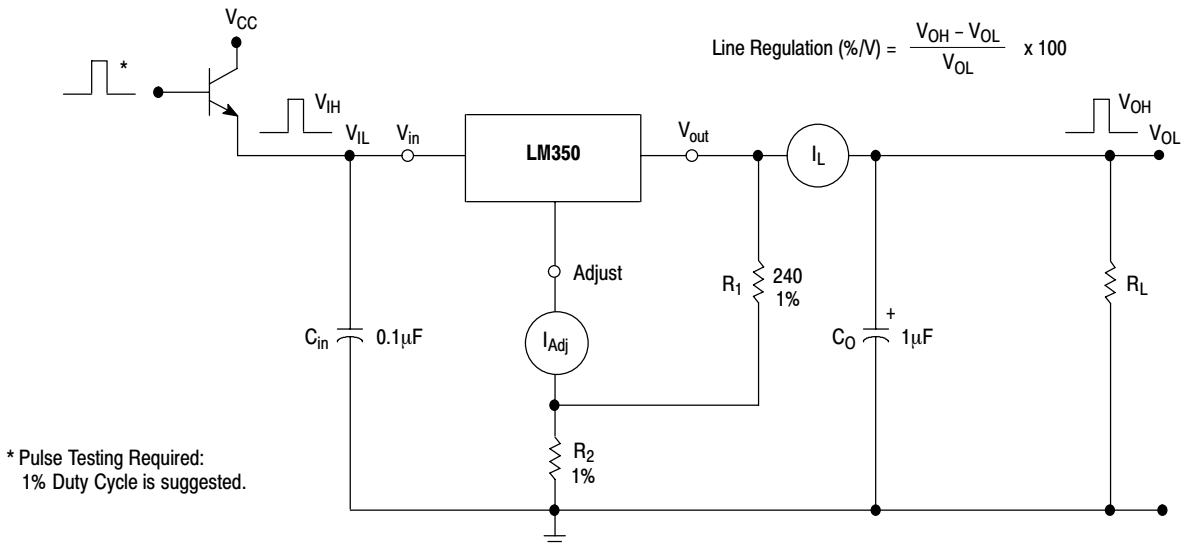 V_CC
Line Regulation (%/V) = V_OH – V_OL / V_OL x 100
*
V_IH
V_IL
V_in
LM350
V_out
I_L
V_OH
V_OL
Adjust
R_1
240
1%
R_L
C_in
0.1μF
I_Adj
+
C_O
1μF
R_2
1%
* Pulse Testing Required:
1% Duty Cycle is suggested.